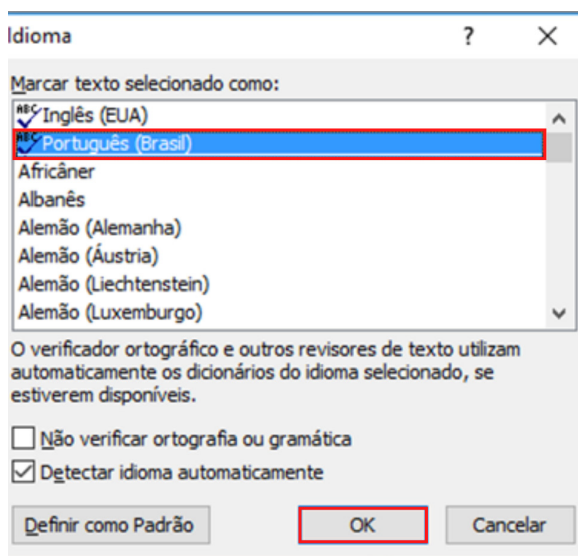 Idioma
?
Marcar texto selecionado como:
ABC Inglês (EUA)
ABC Português (Brasil)
Africâner
Albanês
Alemão (Alemanha)
Alemão (Áustria)
Alemão (Liechtenstein)
Alemão (Luxemburgo)
O verificador ortográfico e outros revisores de texto utilizam
automaticamente os dicionários do idioma selecionado, se
estiverem disponíveis.
Não verificar ortografia ou gramática
Detectar idioma automaticamente
Definir como Padrão OK Cancelar